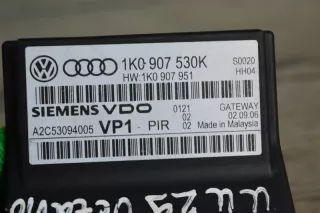 1K0 907 530K S0020
HW:1K0 907 951 HH04
SIEMENS VDO 0121 GATEWAY
02 02.09.06
A2C53094005 VP1 - PIR 02 Made in Malaysia